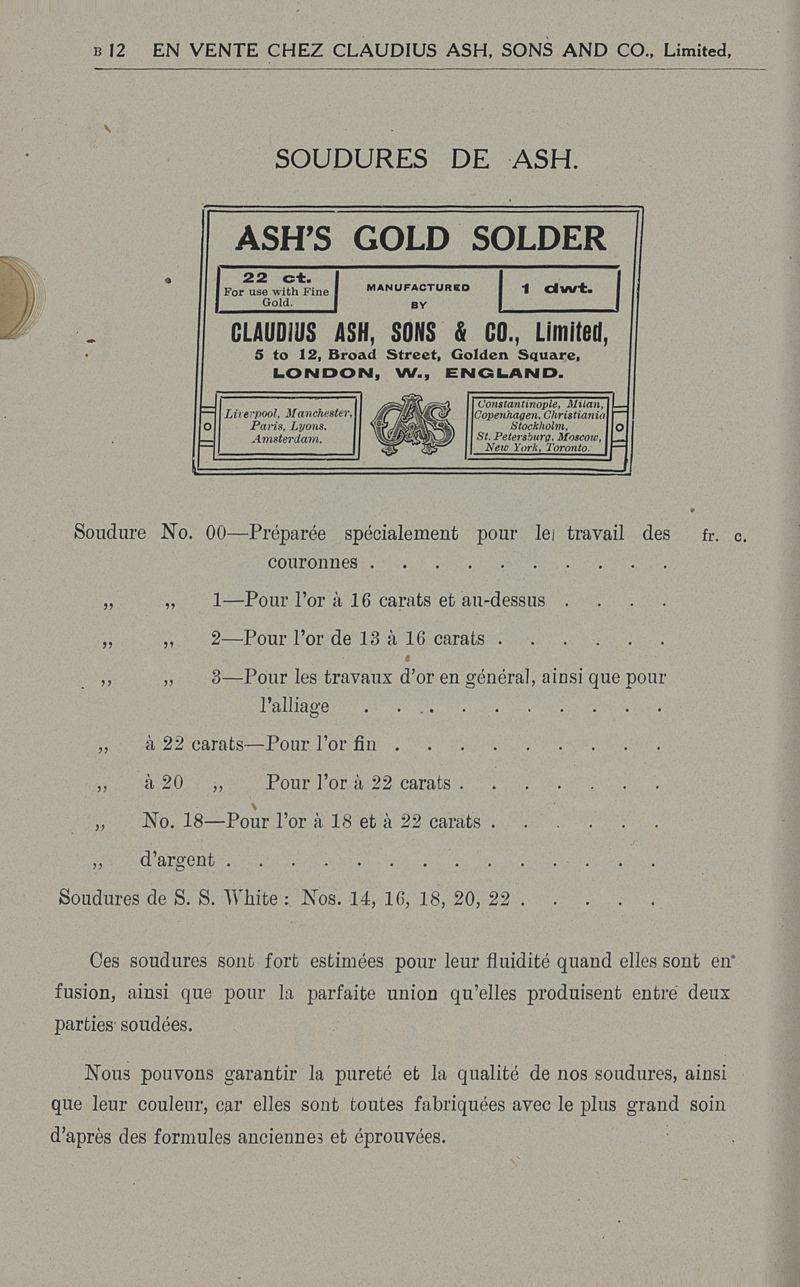 B 12 EN VENTE CHEZ CLAUDIUS ASH, SONS AND CO., Limited,
SOUDURES DE ASH.
ASH'S GOLD SOLDER
22 ct.
For use with Fine
Gold.
MANUFACTURED
BY
1 dwt.
CLAUDIUS ASH, SONS & CO., Limited,
5 to 12, Broad Street, Golden Square,
LONDON, W., ENGLAND.
Liverpool, Manchester,
Paris, Lyons,
Amsterdam.
CAS
Constantinople, Milan,
Copenhagen, Christiania
Stockholm,
St. Petersburg, Moscow,
New York, Toronto.
Soudure No. 00—Préparée spécialement pour le travail des fr. c.
couronnes . . . . . . . . . .
„ „ 1—Pour l'or à 16 carats et au-dessus . . . .
„ „ 2—Pour l'or de 13 à 16 carats . . . . . .
„ „ 3—Pour les travaux d'or en général, ainsi que pour
l'alliage . . . . . . . . . .
„ à 22 carats—Pour l'or fin . . . . . . . . .
„ à 20 „ Pour l'or à 22 carats . . . . . . .
„ No. 18—Pour l'or à 18 et à 22 carats . . . . . .
„ d'argent . . . . . . . . . . . . . .
Soudures de S. S. White : Nos. 14, 16, 18, 20, 22 . . . . .
Ces soudures sont fort estimées pour leur fluidité quand elles sont en
fusion, ainsi que pour la parfaite union qu'elles produisent entre deux
parties soudées.
Nous pouvons garantir la pureté et la qualité de nos soudures, ainsi
que leur couleur, car elles sont toutes fabriquées avec le plus grand soin
d'après des formules anciennes et éprouvées.